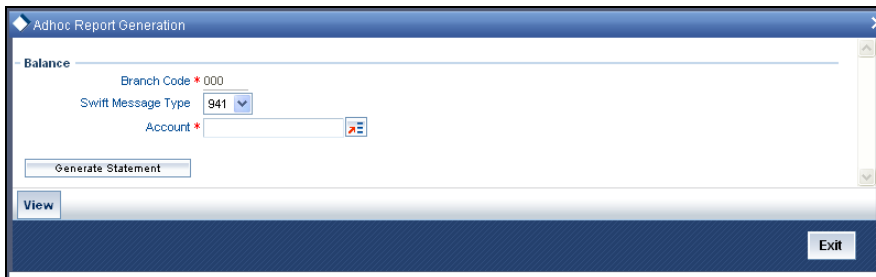 Adhoc Report Generation
Balance
Branch Code * 000
Swift Message Type 941
Account *
Generate Statement
View
Exit